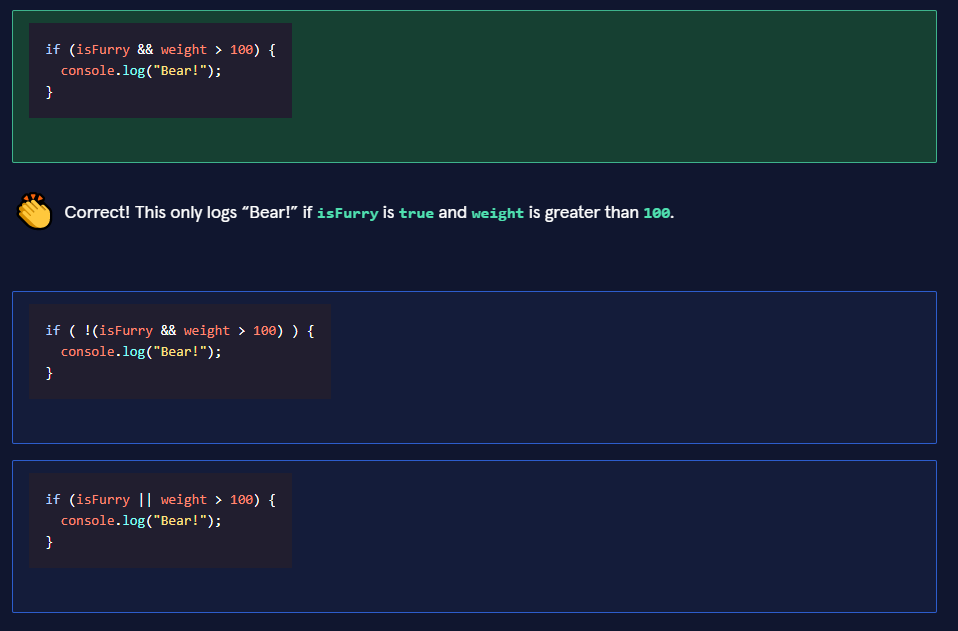 if (isFurry && weight > 100) {
  console.log("Bear!");
}
Correct! This only logs “Bear!” if isFurry is true and weight is greater than 100.
if ( !(isFurry && weight > 100) ) {
  console.log("Bear!");
}
if (isFurry || weight > 100) {
  console.log("Bear!");
}